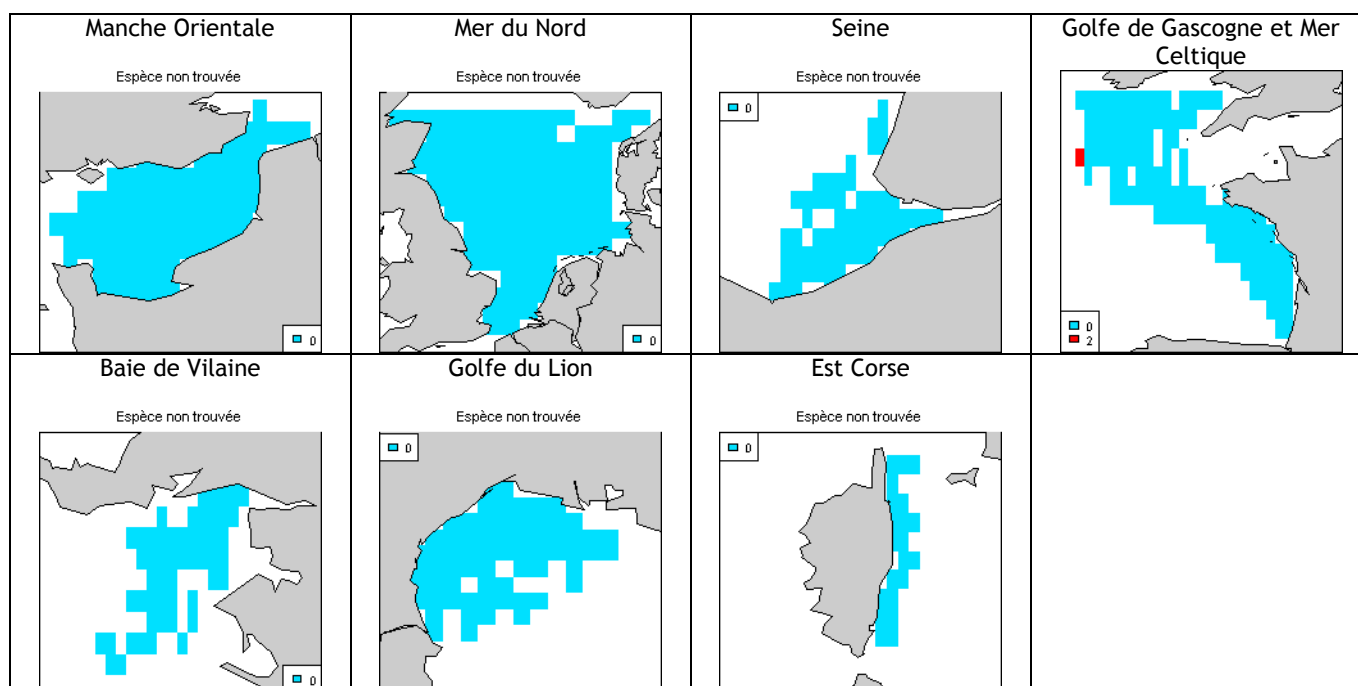 Manche Orientale
Espèce non trouvée
0
Mer du Nord
Espèce non trouvée
0
Seine
Espèce non trouvée
0
Golfe de Gascogne et Mer
Celtique
0
2
Baie de Vilaine
Espèce non trouvée
0
Golfe du Lion
Espèce non trouvée
0
Est Corse
Espèce non trouvée
0